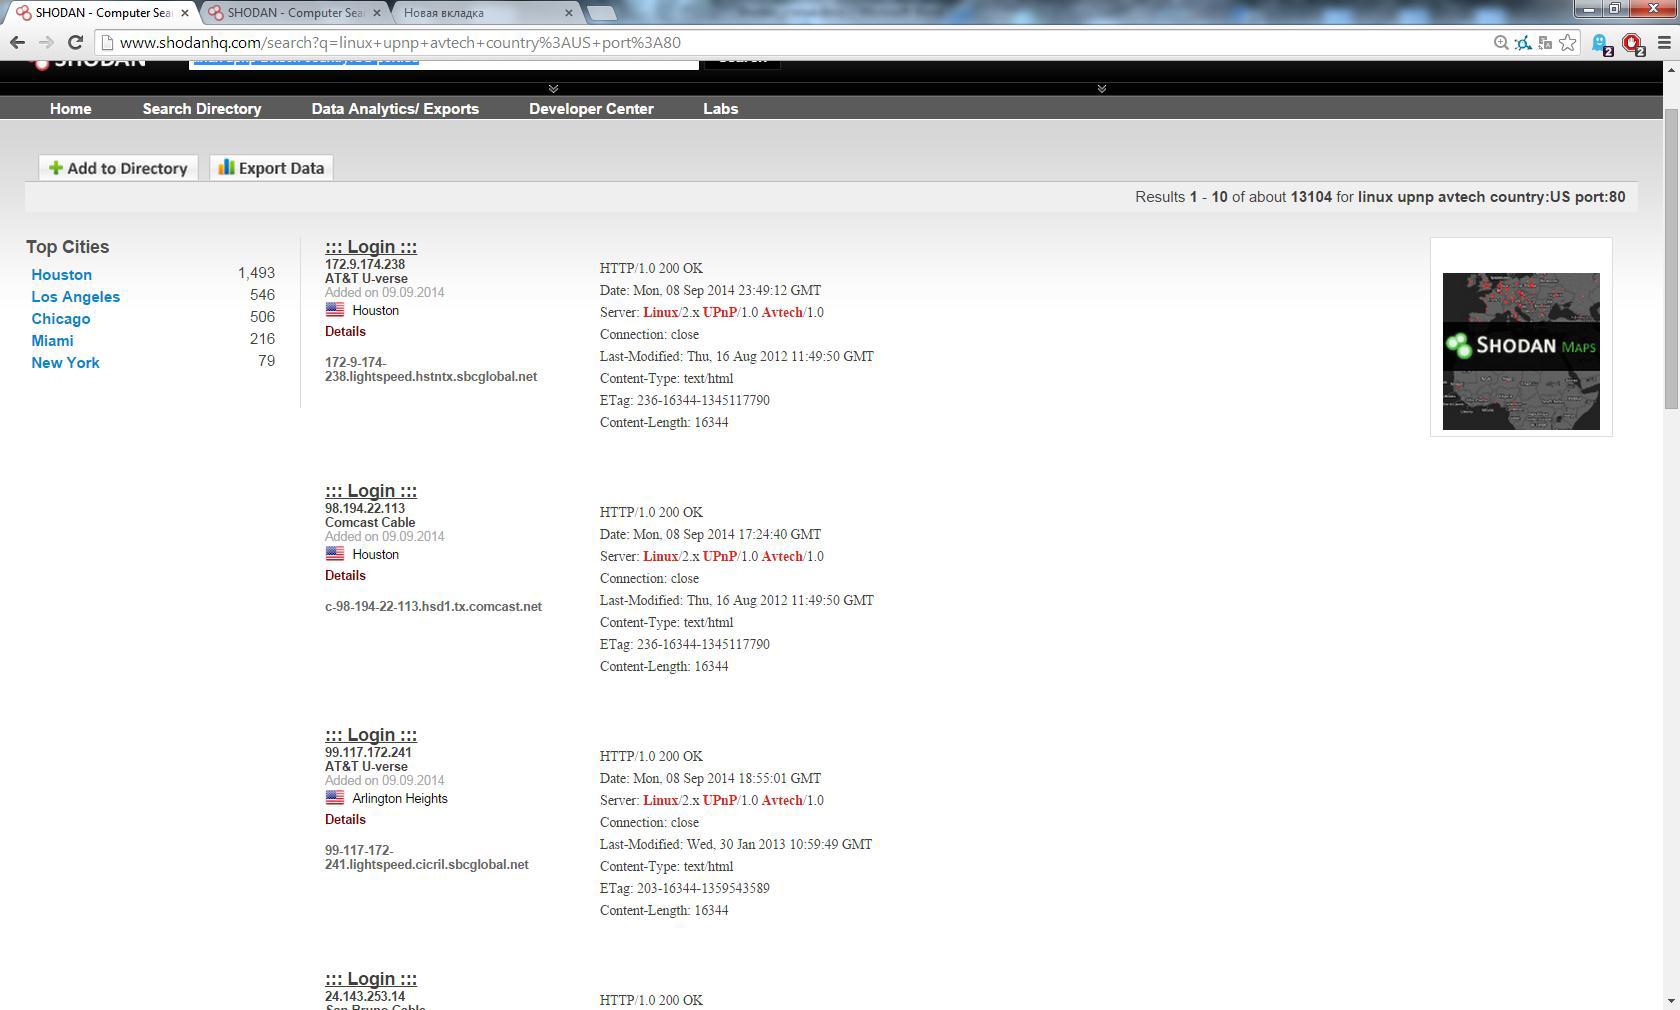 SHODAN - Computer Sea
SHODAN - Computer Sea
Новая вкладка
www.shodanhq.com/search?q=linux+upnp+avtech+country%3AUS+port%3A80
2
2
SHODAN
linux upnp avtech country:US port:80
Search
Home
Search Directory
Data Analytics/ Exports
Developer Center
Labs
Add to Directory
Export Data
Results 1 - 10 of about 13104 for linux upnp avtech country:US port:80
Top Cities
Houston 1,493
Los Angeles 546
Chicago 506
Miami 216
New York 79
::: Login :::
172.9.174.238
AT&T U-verse
Added on 09.09.2014
Houston
Details
172-9-174-
238.lightspeed.hstntx.sbcglobal.net
HTTP/1.0 200 OK
Date: Mon, 08 Sep 2014 23:49:12 GMT
Server: Linux/2.x UPnP/1.0 Avtech/1.0
Connection: close
Last-Modified: Thu, 16 Aug 2012 11:49:50 GMT
Content-Type: text/html
ETag: 236-16344-1345117790
Content-Length: 16344
SHODAN MAPS
::: Login :::
98.194.22.113
Comcast Cable
Added on 09.09.2014
Houston
Details
c-98-194-22-113.hsd1.tx.comcast.net
HTTP/1.0 200 OK
Date: Mon, 08 Sep 2014 17:24:40 GMT
Server: Linux/2.x UPnP/1.0 Avtech/1.0
Connection: close
Last-Modified: Thu, 16 Aug 2012 11:49:50 GMT
Content-Type: text/html
ETag: 236-16344-1345117790
Content-Length: 16344
::: Login :::
99.117.172.241
AT&T U-verse
Added on 09.09.2014
Arlington Heights
Details
99-117-172-
241.lightspeed.cicril.sbcglobal.net
HTTP/1.0 200 OK
Date: Mon, 08 Sep 2014 18:55:01 GMT
Server: Linux/2.x UPnP/1.0 Avtech/1.0
Connection: close
Last-Modified: Wed, 30 Jan 2013 10:59:49 GMT
Content-Type: text/html
ETag: 203-16344-1359543589
Content-Length: 16344
::: Login :::
24.143.253.14
San Bruno Cable
HTTP/1.0 200 OK